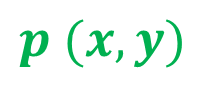 p (x, y)